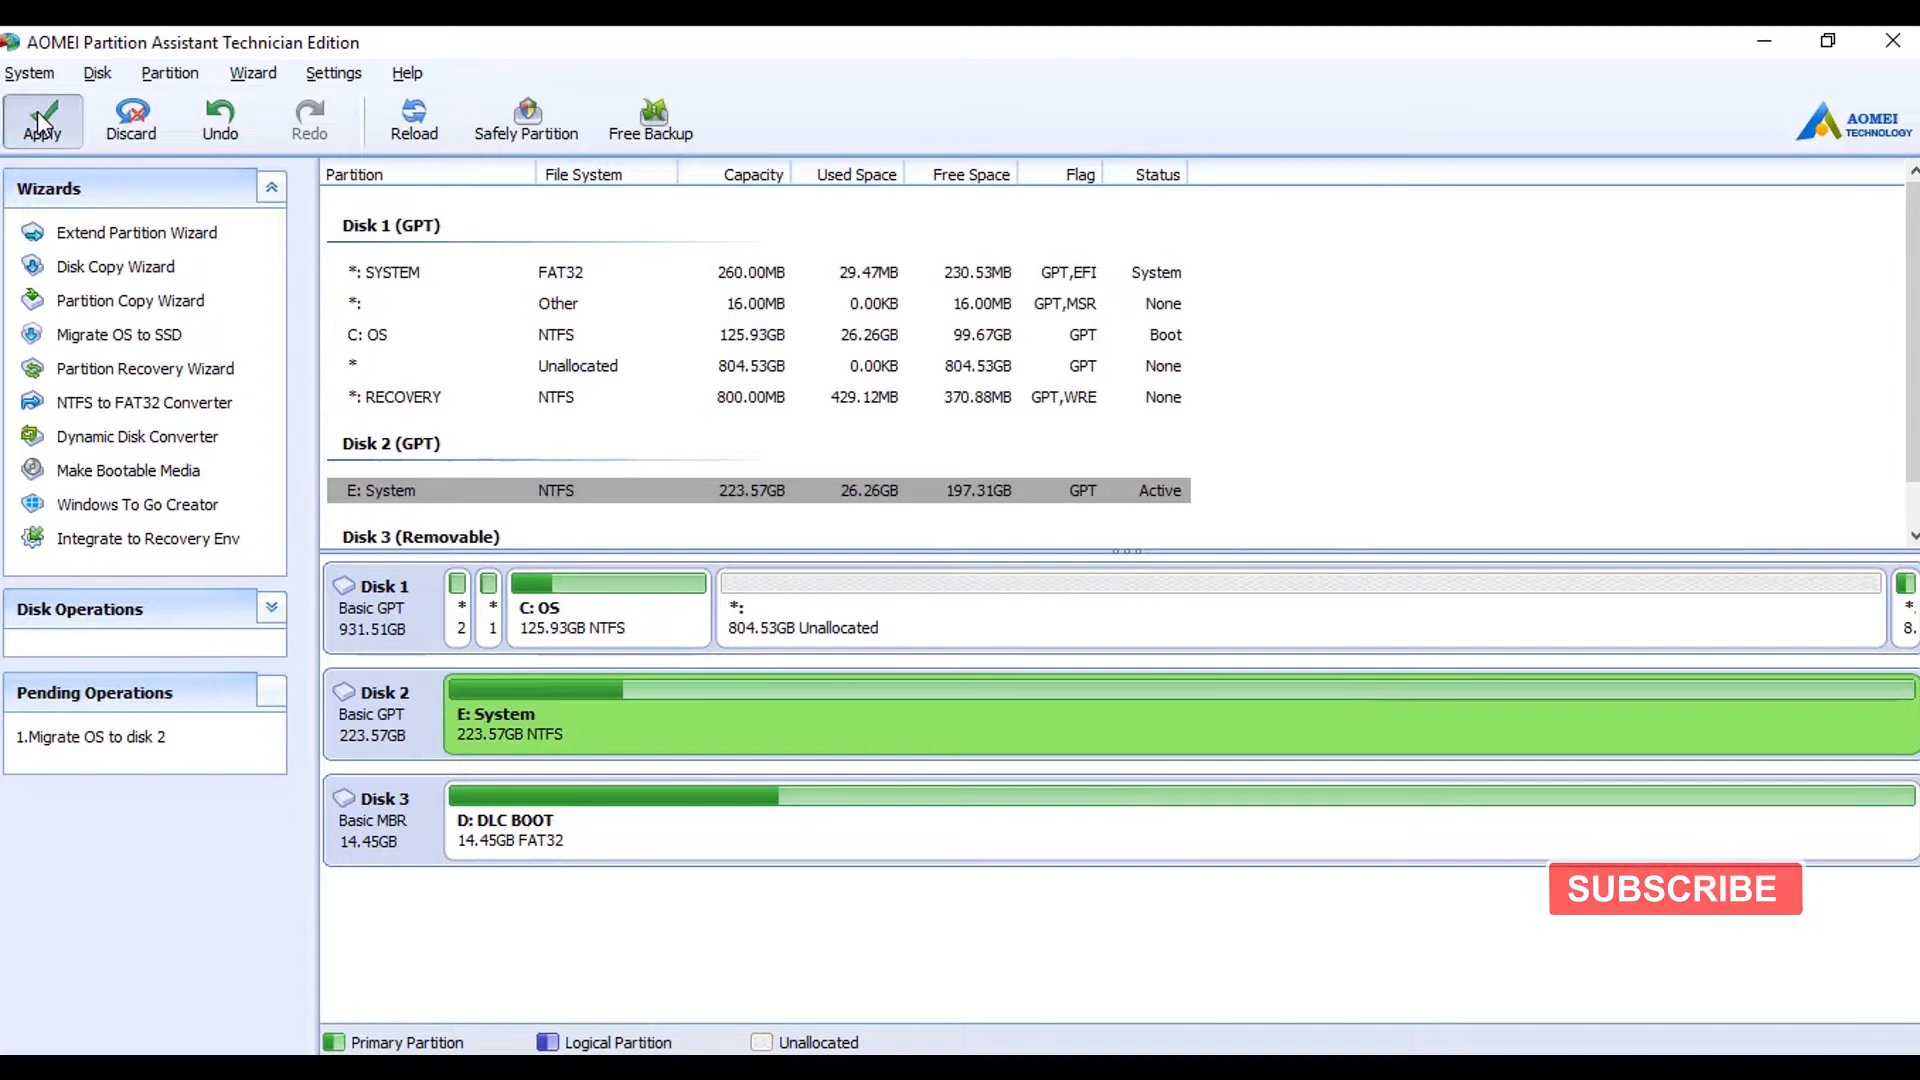 AOMEI Partition Assistant Technician Edition
System Disk Partition Wizard Settings Help
Apply Discard Undo Redo Reload Safely Partition Free Backup
AOMEI
TECHNOLOGY
Wizards
Extend Partition Wizard
Disk Copy Wizard
Partition Copy Wizard
Migrate OS to SSD
Partition Recovery Wizard
NTFS to FAT32 Converter
Dynamic Disk Converter
Make Bootable Media
Windows To Go Creator
Integrate to Recovery Env
Disk Operations
Pending Operations
1.Migrate OS to disk 2
Partition File System Capacity Used Space Free Space Flag Status
Disk 1 (GPT)
*: SYSTEM FAT32 260.00MB 29.47MB 230.53MB GPT,EFI System
*: Other 16.00MB 0.00KB 16.00MB GPT,MSR None
C: OS NTFS 125.93GB 26.26GB 99.67GB GPT Boot
* Unallocated 804.53GB 0.00KB 804.53GB GPT None
*: RECOVERY NTFS 800.00MB 429.12MB 370.88MB GPT,WRE None
Disk 2 (GPT)
E: System NTFS 223.57GB 26.26GB 197.31GB GPT Active
Disk 3 (Removable)
Disk 1
Basic GPT
931.51GB
*
2
*
1
C: OS
125.93GB NTFS
*:
804.53GB Unallocated
*.
8.
Disk 2
Basic GPT
223.57GB
E: System
223.57GB NTFS
Disk 3
Basic MBR
14.45GB
D: DLC BOOT
14.45GB FAT32
SUBSCRIBE
Primary Partition Logical Partition Unallocated